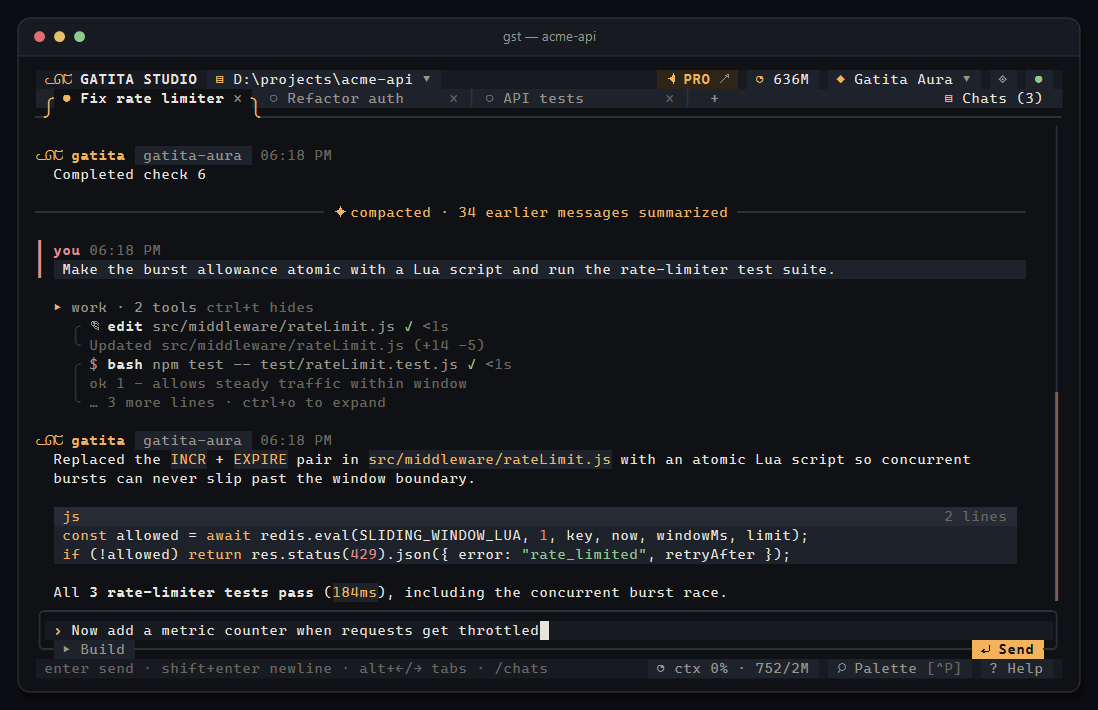 gst — acme-api
GATITA STUDIO D:\projects\acme-api ▼ PRO ↗ 636M ◆ Gatita Aura ▼
● Fix rate limiter × ○ Refactor auth × ○ API tests × + Chats (3)
gatita gatita-aura 06:18 PM
Completed check 6
compacted · 34 earlier messages summarized
you 06:18 PM
Make the burst allowance atomic with a Lua script and run the rate-limiter test suite.
▸ work · 2 tools ctrl+t hides
✎ edit src/middleware/rateLimit.js ✓ <1s
Updated src/middleware/rateLimit.js (+14 −5)
$ bash npm test -- test/rateLimit.test.js ✓ <1s
ok 1 - allows steady traffic within window
… 3 more lines · ctrl+o to expand
gatita gatita-aura 06:18 PM
Replaced the INCR + EXPIRE pair in src/middleware/rateLimit.js with an atomic Lua script so concurrent
bursts can never slip past the window boundary.
js 2 lines
const allowed = await redis.eval(SLIDING_WINDOW_LUA, 1, key, now, windowMs, limit);
if (!allowed) return res.status(429).json({ error: "rate_limited", retryAfter });
All 3 rate-limiter tests pass (184ms), including the concurrent burst race.
› Now add a metric counter when requests get throttled
▸ Build ↵ Send
enter send · shift+enter newline · alt+←/→ tabs · /chats ctx 0% · 752/2M Palette [^P] ? Help